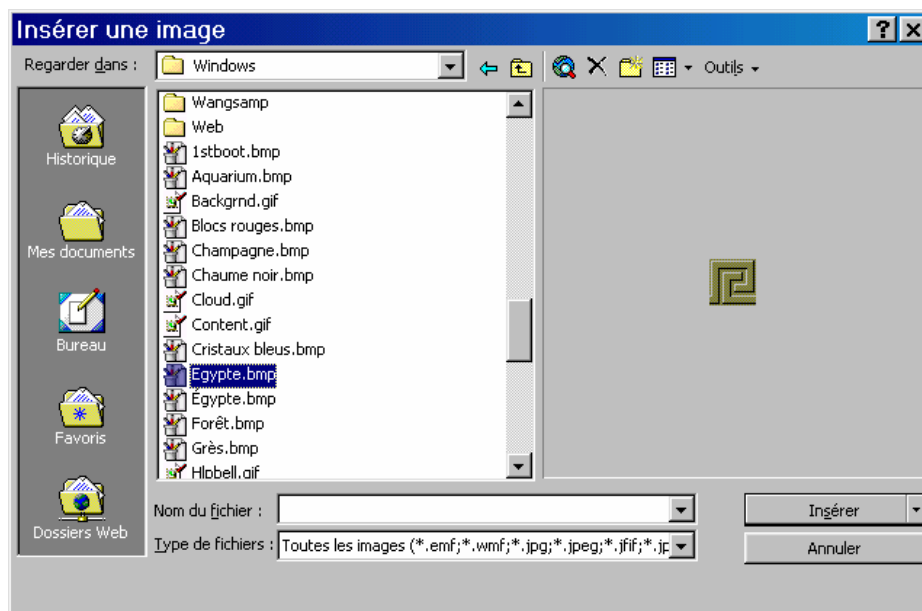 Insérer une image
Regarder dans :
Windows
Outils
Historique
Mes documents
Bureau
Favoris
Dossiers Web
Wangsamp
Web
1stboot.bmp
Aquarium.bmp
Backgrnd.gif
Blocs rouges.bmp
Champagne.bmp
Chaume noir.bmp
Cloud.gif
Content.gif
Cristaux bleus.bmp
Egypte.bmp
Égypte.bmp
Forêt.bmp
Grès.bmp
Hlpbell.gif
Nom du fichier :
Insérer
Type de fichiers :
Toutes les images (*.emf;*.wmf;*.jpg;*.jpeg;*.jfif;*.jp
Annuler